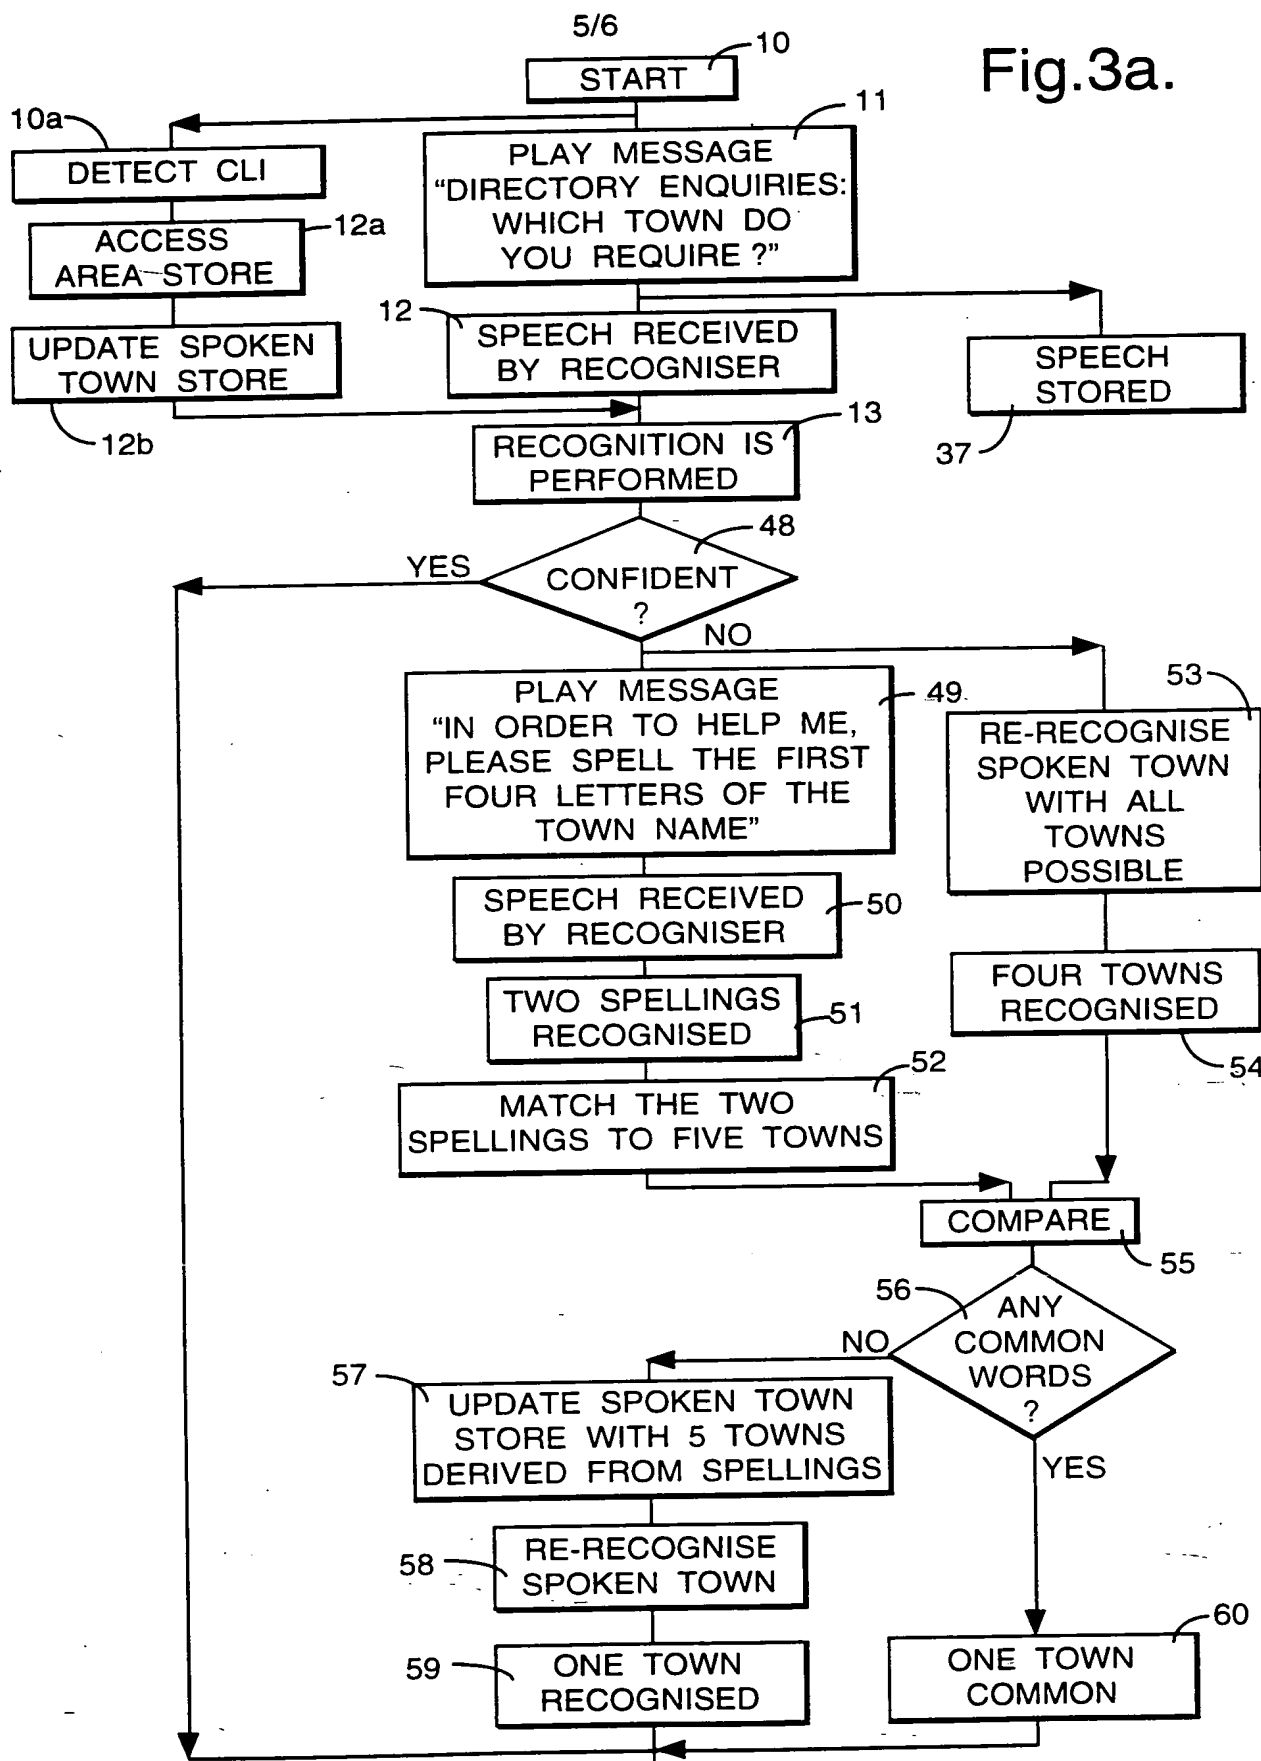 5/6
Fig.3a.
10
START
10a
11
DETECT CLI
PLAY MESSAGE
“DIRECTORY ENQUIRIES:
WHICH TOWN DO
YOU REQUIRE ?”
12a
ACCESS
AREA STORE
12
SPEECH RECEIVED
BY RECOGNISER
UPDATE SPOKEN
TOWN STORE
12b
SPEECH
STORED
37
13
RECOGNITION IS
PERFORMED
48
YES
CONFIDENT
?
NO
49
PLAY MESSAGE
“IN ORDER TO HELP ME,
PLEASE SPELL THE FIRST
FOUR LETTERS OF THE
TOWN NAME”
53
RE-RECOGNISE
SPOKEN TOWN
WITH ALL
TOWNS
POSSIBLE
SPEECH RECEIVED
BY RECOGNISER
50
TWO SPELLINGS
RECOGNISED
51
FOUR TOWNS
RECOGNISED
54
52
MATCH THE TWO
SPELLINGS TO FIVE TOWNS
COMPARE
55
56
ANY
COMMON
WORDS
?
NO
YES
57
UPDATE SPOKEN TOWN
STORE WITH 5 TOWNS
DERIVED FROM SPELLINGS
58
RE-RECOGNISE
SPOKEN TOWN
59
ONE TOWN
RECOGNISED
60
ONE TOWN
COMMON